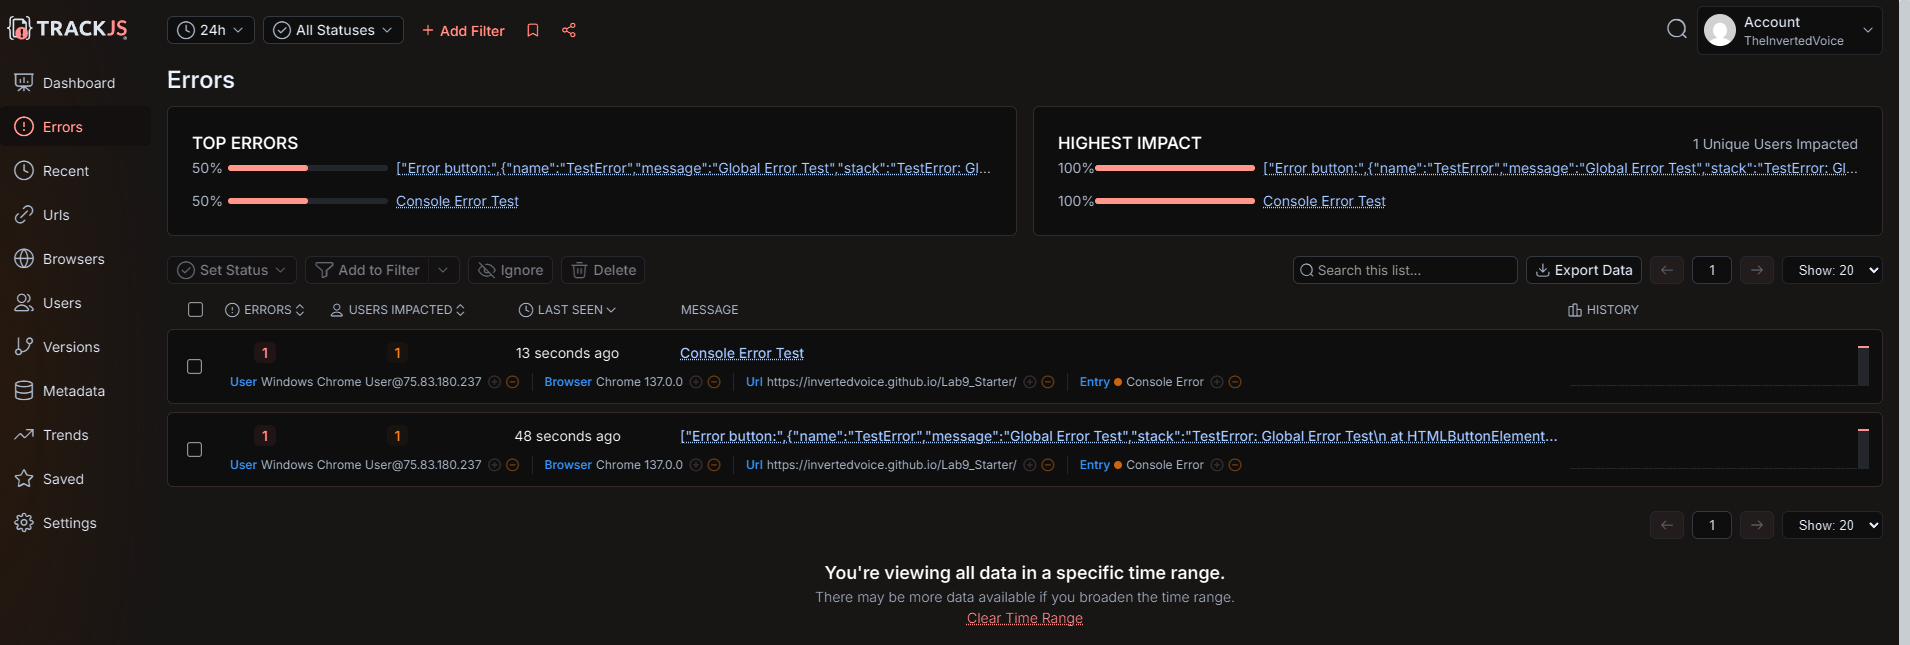 TRACKJS
24h
All Statuses
+ Add Filter
Account
TheInvertedVoice
Dashboard
Errors
Recent
Urls
Browsers
Users
Versions
Metadata
Trends
Saved
Settings
Errors
TOP ERRORS
50% ["Error button:",{"name":"TestError","message":"Global Error Test","stack":"TestError: Gl...
50% Console Error Test
HIGHEST IMPACT
1 Unique Users Impacted
100% ["Error button:",{"name":"TestError","message":"Global Error Test","stack":"TestError: Gl...
100% Console Error Test
Set Status
Add to Filter
Ignore
Delete
Search this list...
Export Data
1
Show: 20
ERRORS
USERS IMPACTED
LAST SEEN
MESSAGE
HISTORY
1 1 13 seconds ago Console Error Test
User Windows Chrome User@75.83.180.237 Browser Chrome 137.0.0 Url https://invertedvoice.github.io/Lab9_Starter/ Entry Console Error
1 1 48 seconds ago ["Error button:",{"name":"TestError","message":"Global Error Test","stack":"TestError: Global Error Test\n at HTMLButtonElement...
User Windows Chrome User@75.83.180.237 Browser Chrome 137.0.0 Url https://invertedvoice.github.io/Lab9_Starter/ Entry Console Error
1
Show: 20
You're viewing all data in a specific time range.
There may be more data available if you broaden the time range.
Clear Time Range